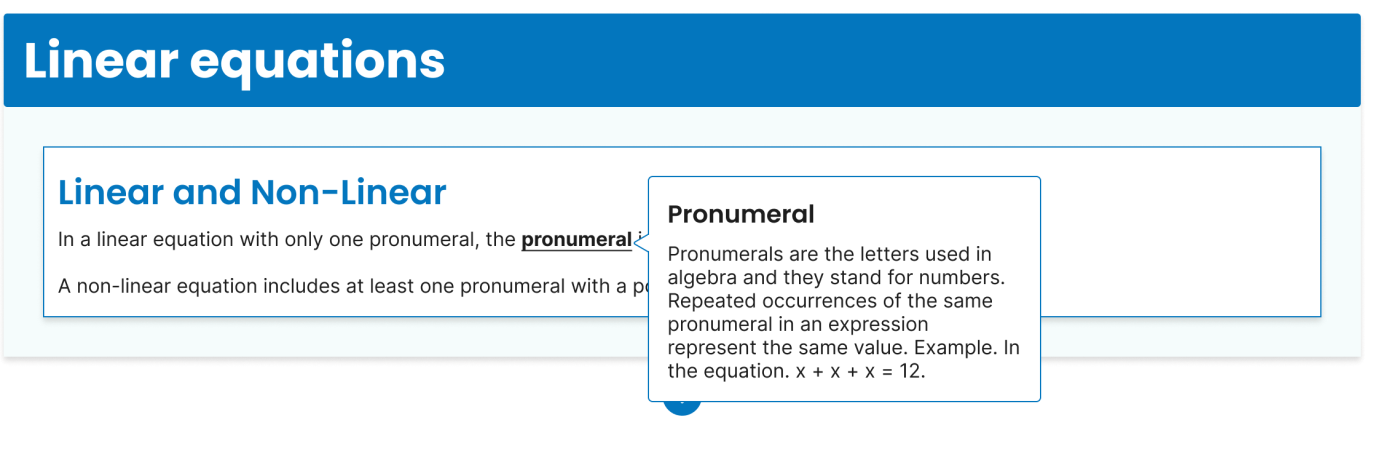 Linear equations
Linear and Non-Linear
In a linear equation with only one pronumeral, the pronumeral
A non-linear equation includes at least one pronumeral with a
Pronumeral
Pronumerals are the letters used in
algebra and they stand for numbers.
Repeated occurrences of the same
pronumeral in an expression
represent the same value. Example. In
the equation. x + x + x = 12.